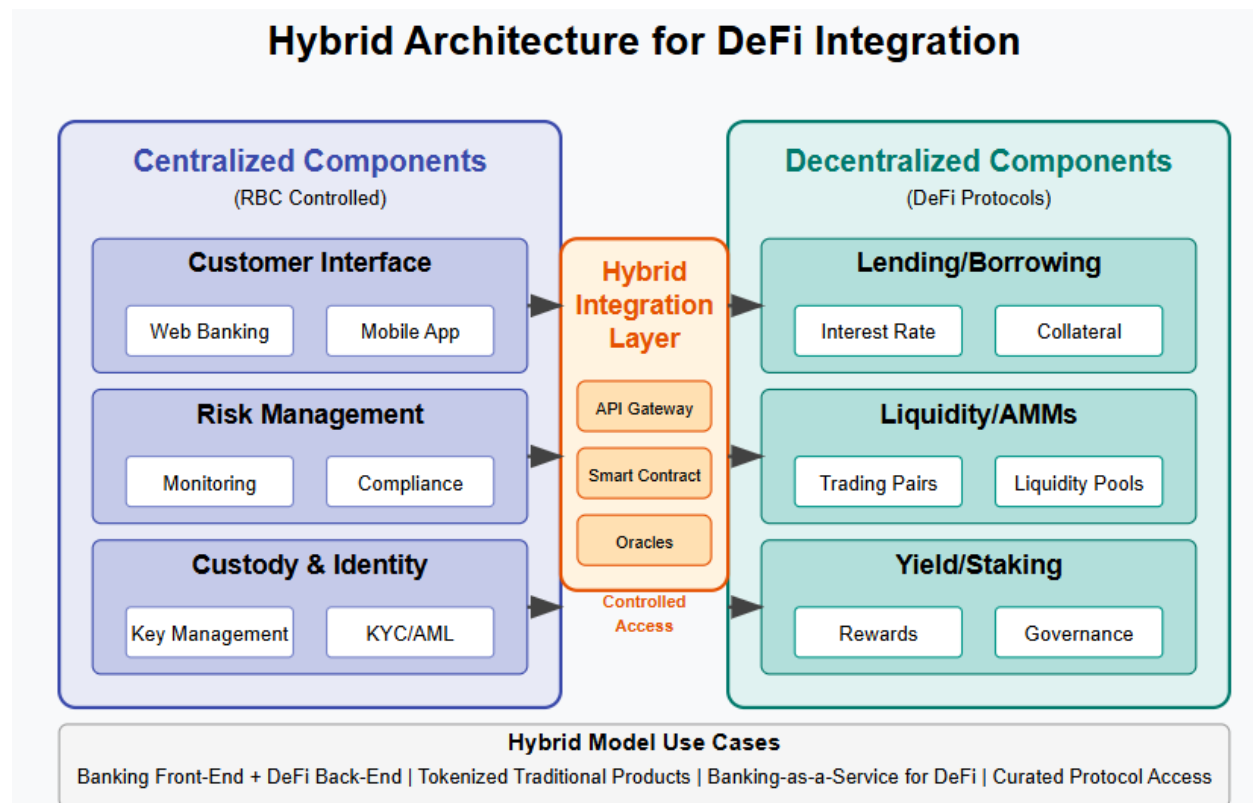 Hybrid Architecture for DeFi Integration
Centralized Components
(RBC Controlled)
Customer Interface
Web Banking
Mobile App
Risk Management
Monitoring
Compliance
Custody & Identity
Key Management
KYC/AML
Hybrid
Integration
Layer
API Gateway
Smart Contract
Oracles
Controlled
Access
Decentralized Components
(DeFi Protocols)
Lending/Borrowing
Interest Rate
Collateral
Liquidity/AMMs
Trading Pairs
Liquidity Pools
Yield/Staking
Rewards
Governance
Hybrid Model Use Cases
Banking Front-End + DeFi Back-End | Tokenized Traditional Products | Banking-as-a-Service for DeFi | Curated Protocol Access